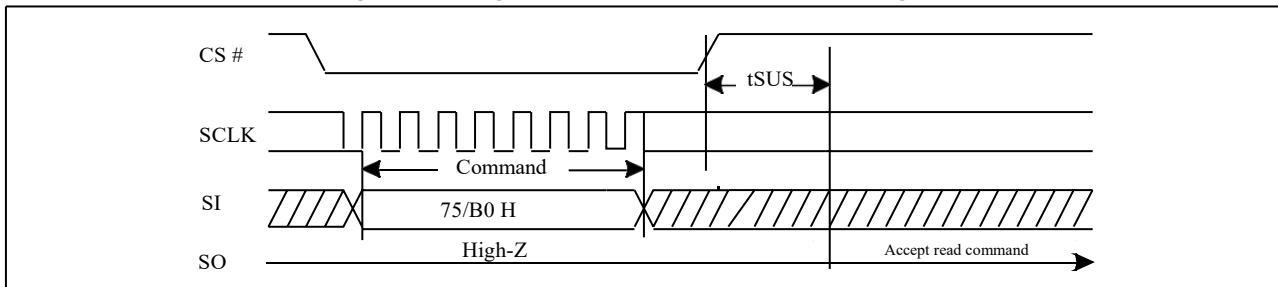 CS #
tSUS
SCLK
Command
SI
75/B0 H
High-Z
Accept read command
SO